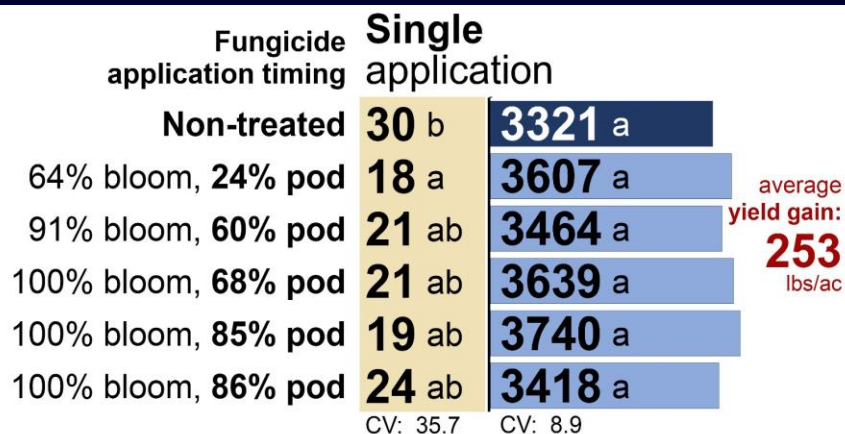 Fungicide
application timing
Single
application
Non-treated 30 b 3321 a
64% bloom, 24% pod 18 a 3607 a
91% bloom, 60% pod 21 ab 3464 a
100% bloom, 68% pod 21 ab 3639 a
100% bloom, 85% pod 19 ab 3740 a
100% bloom, 86% pod 24 ab 3418 a
CV: 35.7 CV: 8.9
average
yield gain:
253
lbs/ac